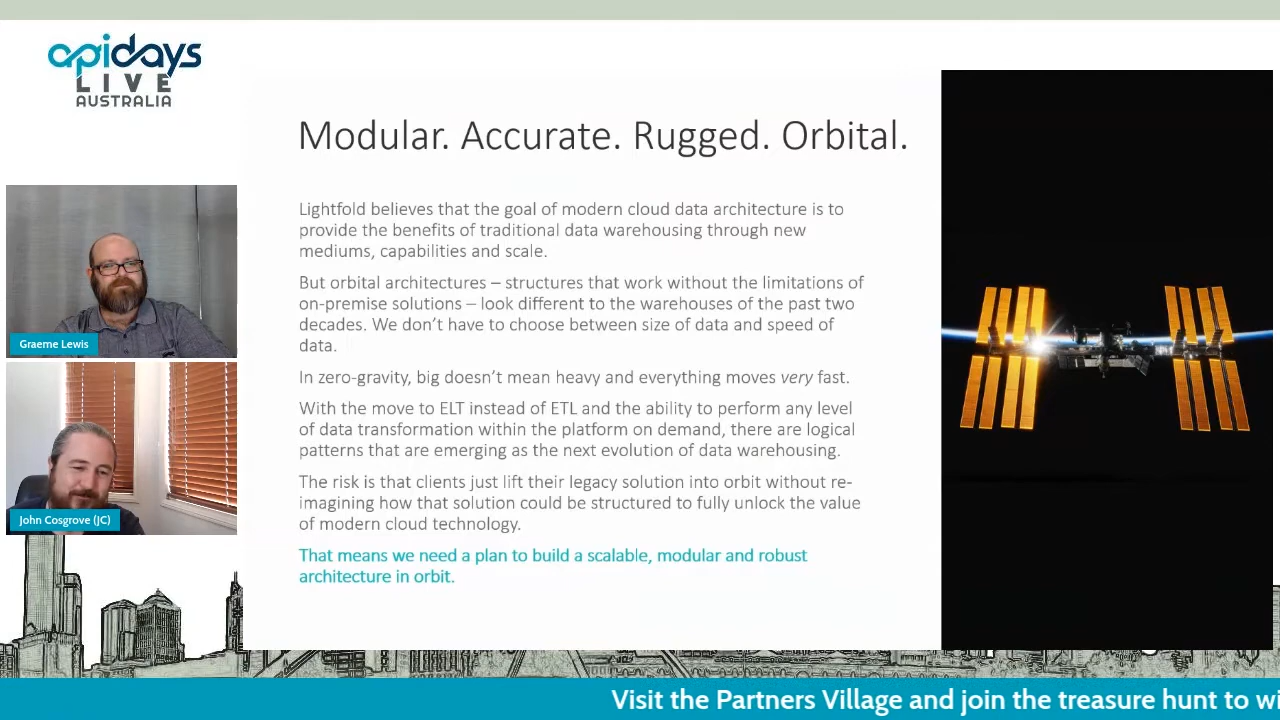 apidays
LIVE
AUSTRALIA
Modular. Accurate. Rugged. Orbital.
Lightfold believes that the goal of modern cloud data architecture is to
provide the benefits of traditional data warehousing through new
mediums, capabilities and scale.
But orbital architectures – structures that work without the limitations of
on-premise solutions – look different to the warehouses of the past two
decades. We don't have to choose between size of data and speed of
data.
In zero-gravity, big doesn't mean heavy and everything moves very fast.
With the move to ELT instead of ETL and the ability to perform any level
of data transformation within the platform on demand, there are logical
patterns that are emerging as the next evolution of data warehousing.
The risk is that clients just lift their legacy solution into orbit without re-
imagining how that solution could be structured to fully unlock the value
of modern cloud technology.
That means we need a plan to build a scalable, modular and robust
architecture in orbit.
Graeme Lewis
John Cosgrove (JC)
Visit the Partners Village and join the treasure hunt to wi